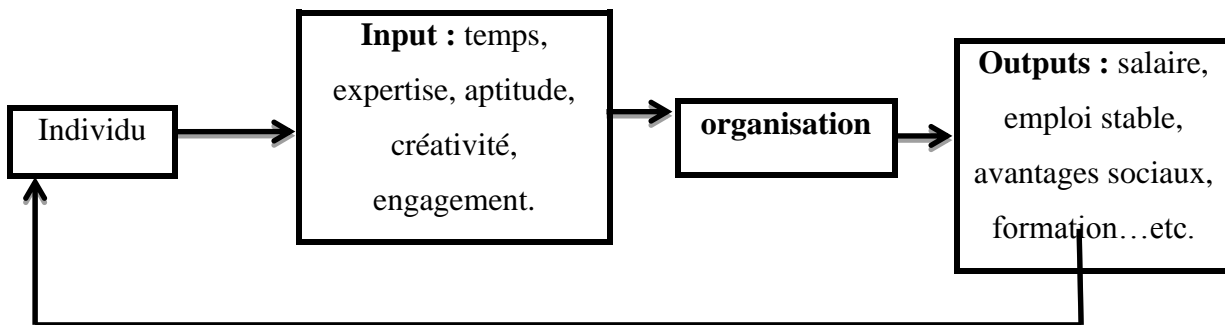 Individu
Input : temps,
expertise, aptitude,
créativité,
engagement.
organisation
Outputs : salaire,
emploi stable,
avantages sociaux,
formation…etc.